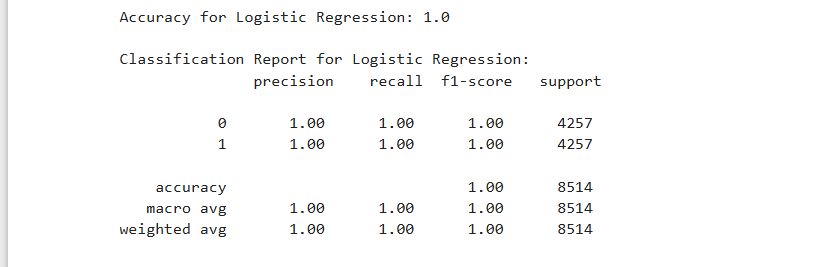 Accuracy for Logistic Regression: 1.0
Classification Report for Logistic Regression:
precision recall f1-score support
0 1.00 1.00 1.00 4257
1 1.00 1.00 1.00 4257
accuracy 1.00 8514
macro avg 1.00 1.00 1.00 8514
weighted avg 1.00 1.00 1.00 8514